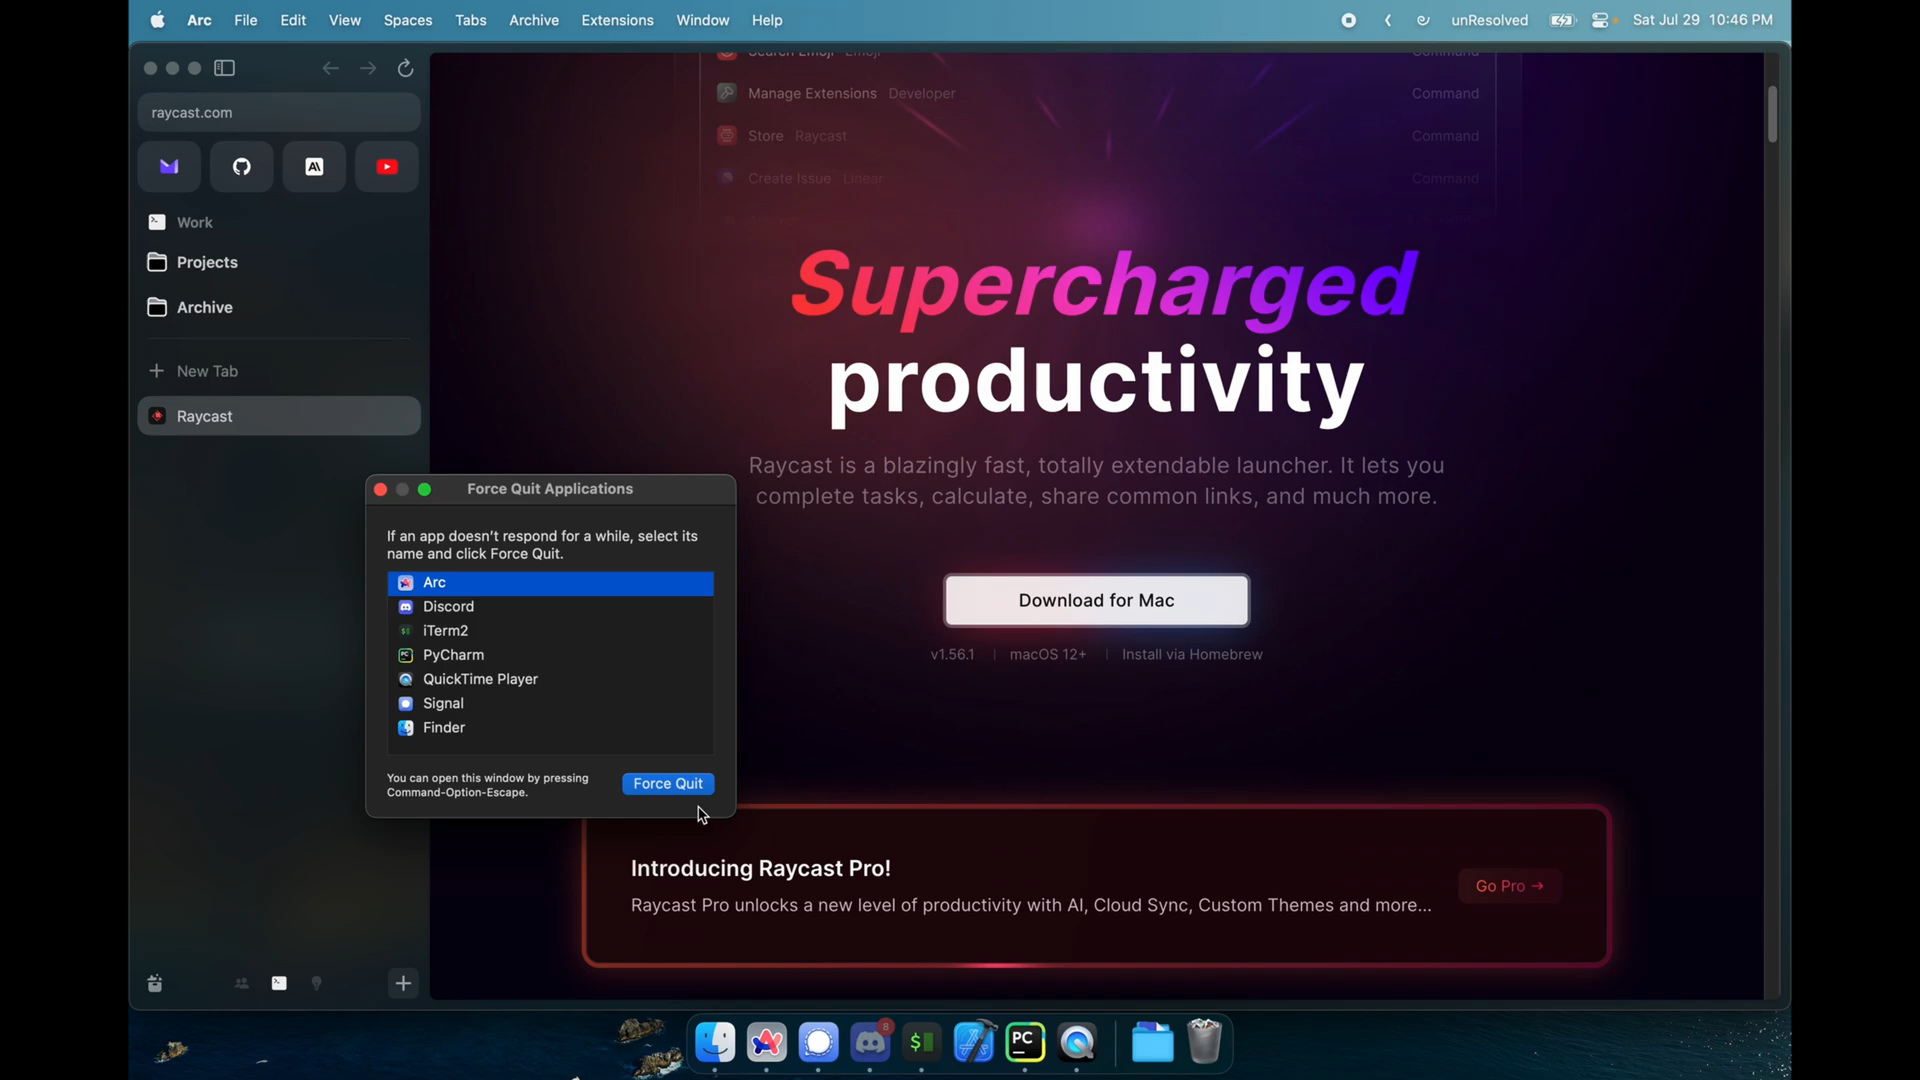 Arc File Edit View Spaces Tabs Archive Extensions Window Help
unResolved Sat Jul 29 10:46 PM
raycast.com
Work
Projects
Archive
New Tab
Raycast
Search Emoji Emoji Command
Manage Extensions Developer Command
Store Raycast Command
Create Issue Linear Command
Supercharged
productivity
Raycast is a blazingly fast, totally extendable launcher. It lets you
complete tasks, calculate, share common links, and much more.
Download for Mac
v1.56.1 | macOS 12+ | Install via Homebrew
Force Quit Applications
If an app doesn't respond for a while, select its
name and click Force Quit.
Arc
Discord
iTerm2
PyCharm
QuickTime Player
Signal
Finder
You can open this window by pressing
Command-Option-Escape.
Force Quit
Introducing Raycast Pro!
Raycast Pro unlocks a new level of productivity with AI, Cloud Sync, Custom Themes and more...
Go Pro →
8
$
PC